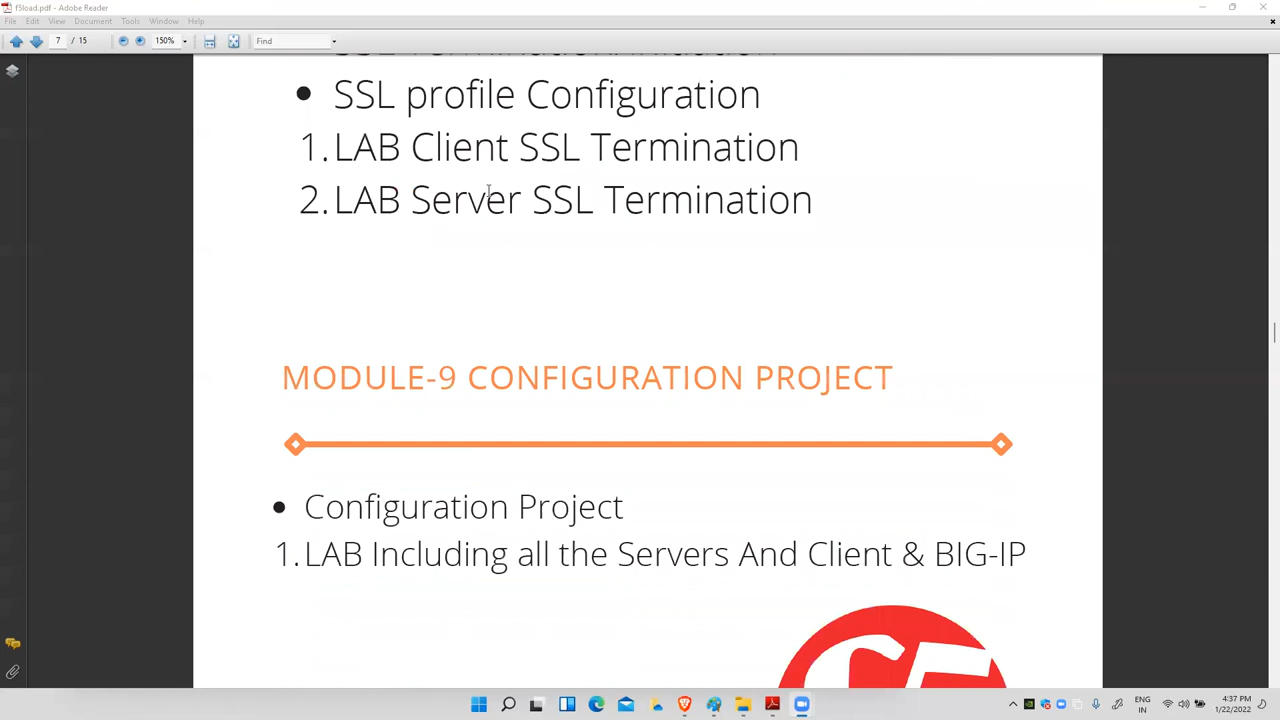 f5load.pdf - Adobe Reader
File Edit View Document Tools Window Help
7 / 15 150% Find
SSL profile Configuration
1. LAB Client SSL Termination
2. LAB Server SSL Termination
MODULE-9 CONFIGURATION PROJECT
Configuration Project
1. LAB Including all the Servers And Client & BIG-IP
ENG
IN
4:37 PM
1/22/2022